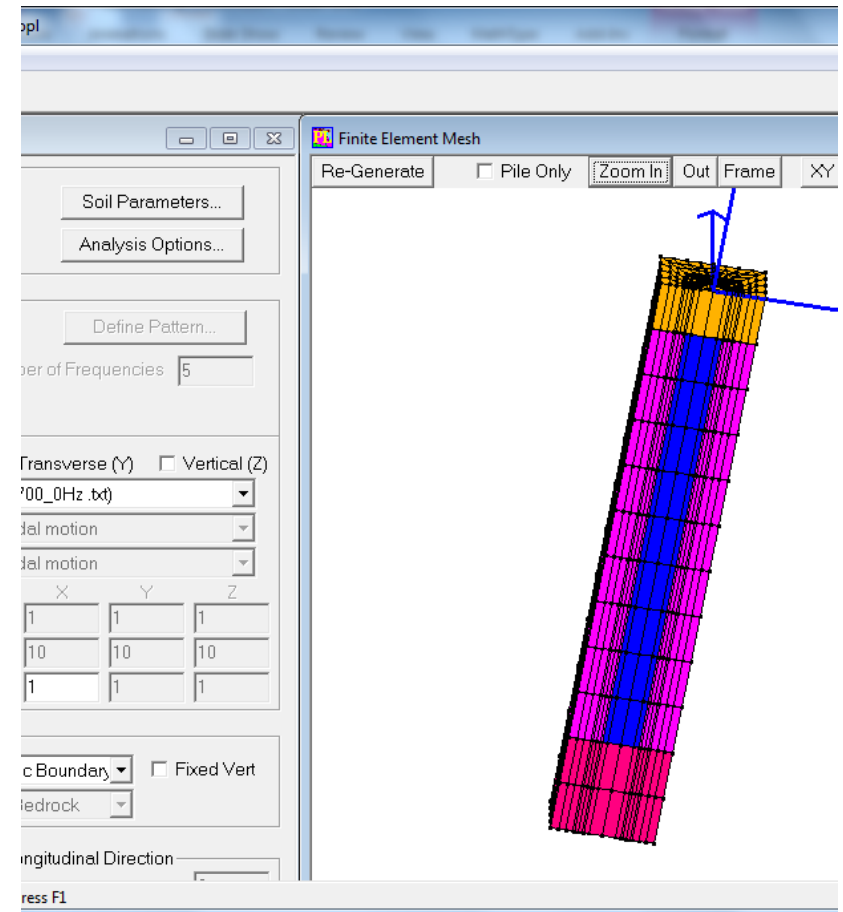 opl
Finite Element Mesh
Re-Generate
Pile Only
Zoom In
Out
Frame
XY
Soil Parameters...
Analysis Options...
Define Pattern...
ber of Frequencies 5
Transverse (Y) Vertical (Z)
700_0Hz .txt)
dal motion
dal motion
X Y Z
1 1 1
10 10 10
1 1 1
c Boundary Fixed Vert
Bedrock
ongitudinal Direction
ress F1